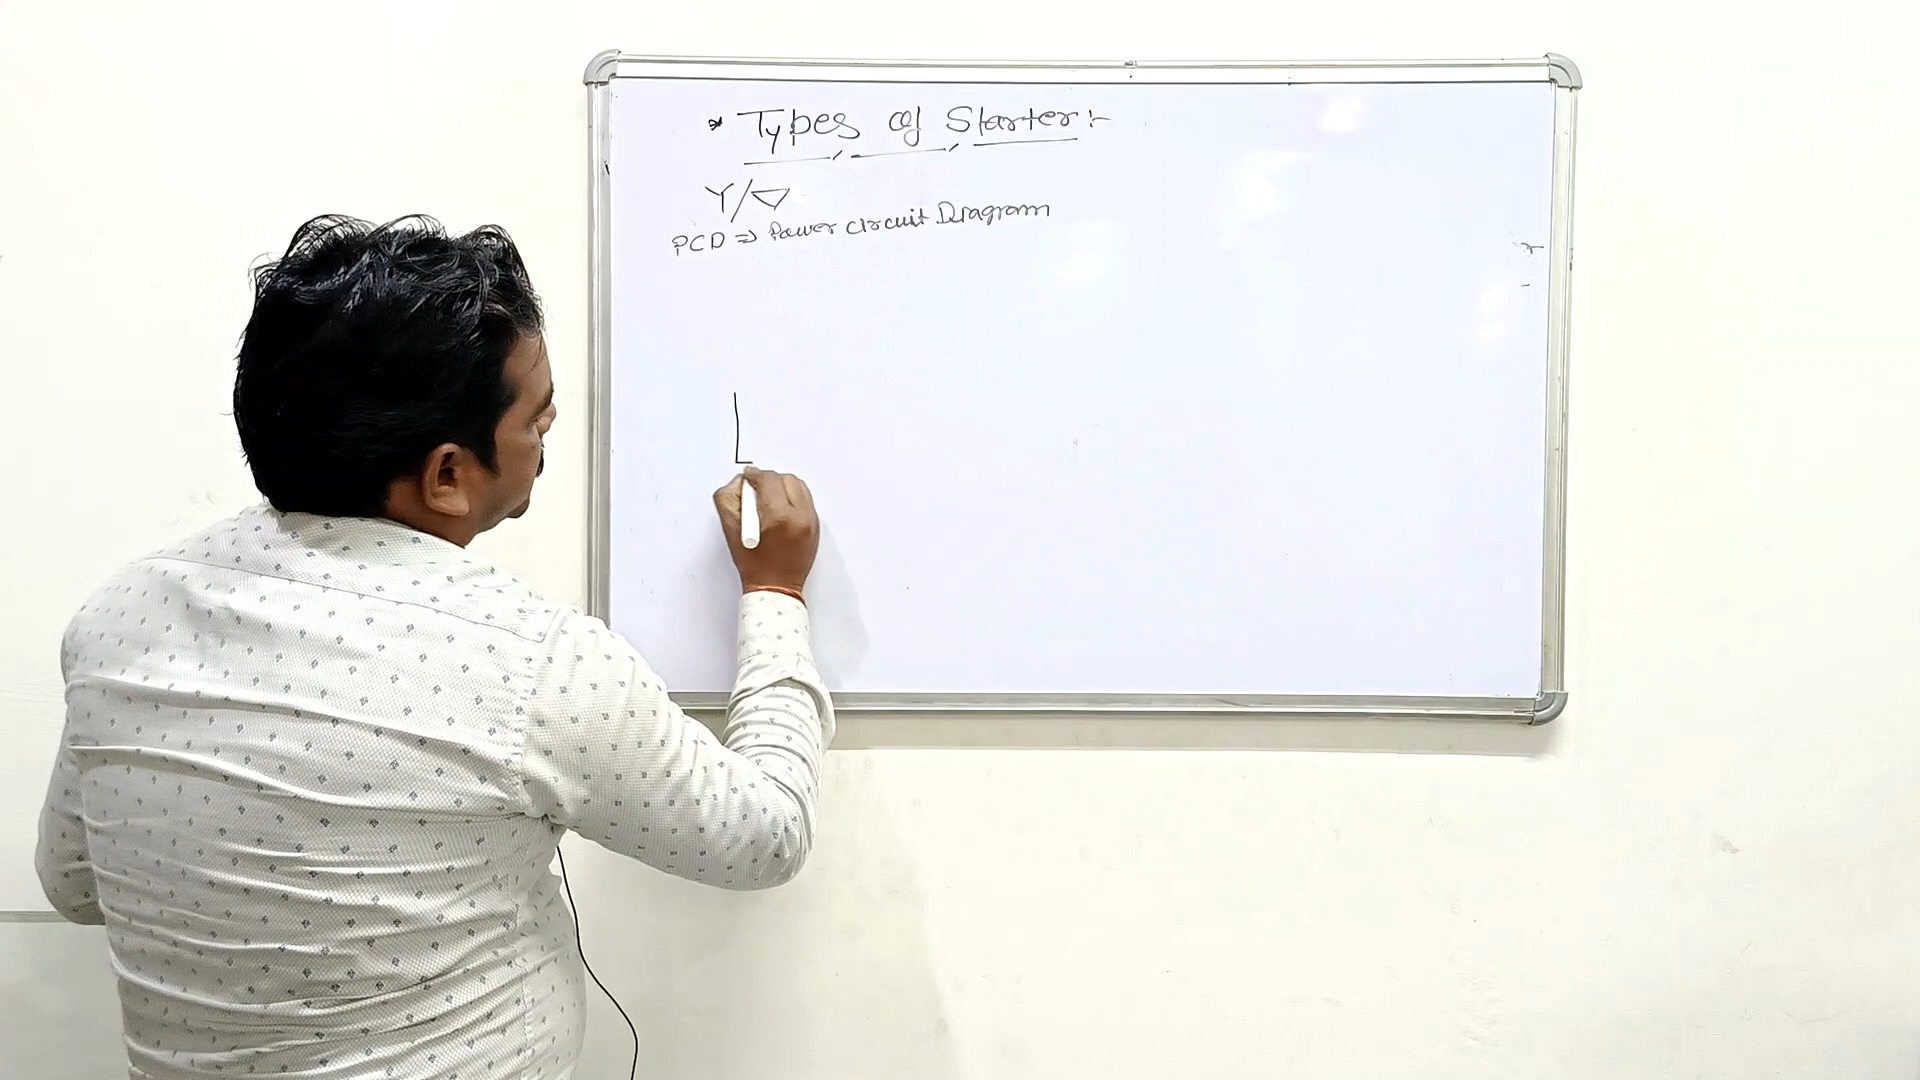 * Types of Starter :-
Y/Δ
PCD ⇒ Power Circuit Diagram